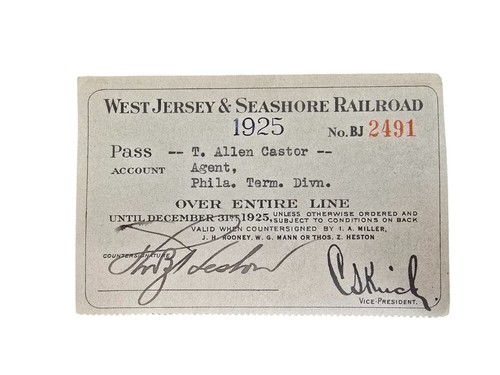 WEST JERSEY & SEASHORE RAILROAD
1925 No. BJ 2491
Pass -- T. Allen Castor --
ACCOUNT Agent,
Phila. Term. Divn.
OVER ENTIRE LINE
UNTIL DECEMBER 31ST 1925, UNLESS OTHERWISE ORDERED AND SUBJECT TO CONDITIONS ON BACK
VALID WHEN COUNTERSIGNED BY I. A. MILLER,
J. H. ROONEY, W. G. MANN OR THOS. Z. HESTON
COUNTERSIGNATURE
Thos Z Heston
VICE-PRESIDENT.